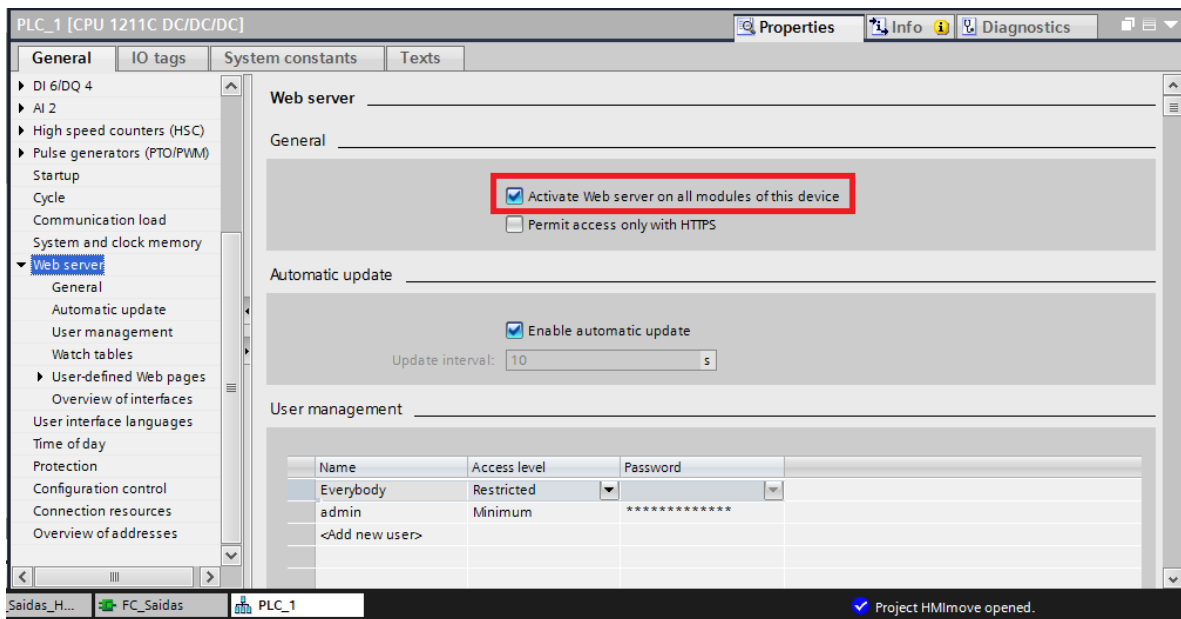 PLC_1 [CPU 1211C DC/DC/DC]
Properties Info Diagnostics
General IO tags System constants Texts
DI 6/DQ 4
AI 2
High speed counters (HSC)
Pulse generators (PTO/PWM)
Startup
Cycle
Communication load
System and clock memory
Web server
General
Automatic update
User management
Watch tables
User-defined Web pages
Overview of interfaces
User interface languages
Time of day
Protection
Configuration control
Connection resources
Overview of addresses
Web server
General
Activate Web server on all modules of this device
Permit access only with HTTPS
Automatic update
Enable automatic update
Update interval: 10 s
User management
Name Access level Password
Everybody Restricted
admin Minimum *************
<Add new user>
_Saidas_H... FC_Saidas PLC_1 Project HMImove opened.